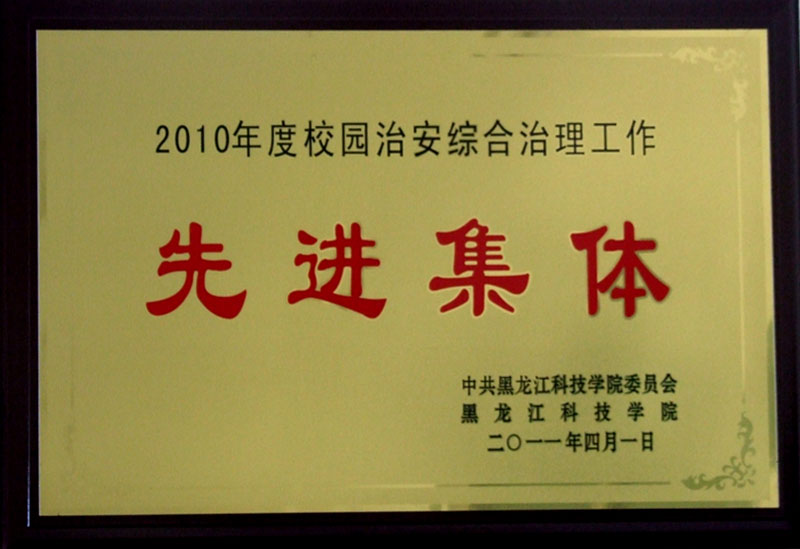 2010年度校园治安综合治理工作
先进集体
中共黑龙江科技学院委员会
黑龙江科技学院
二〇一一年四月一日